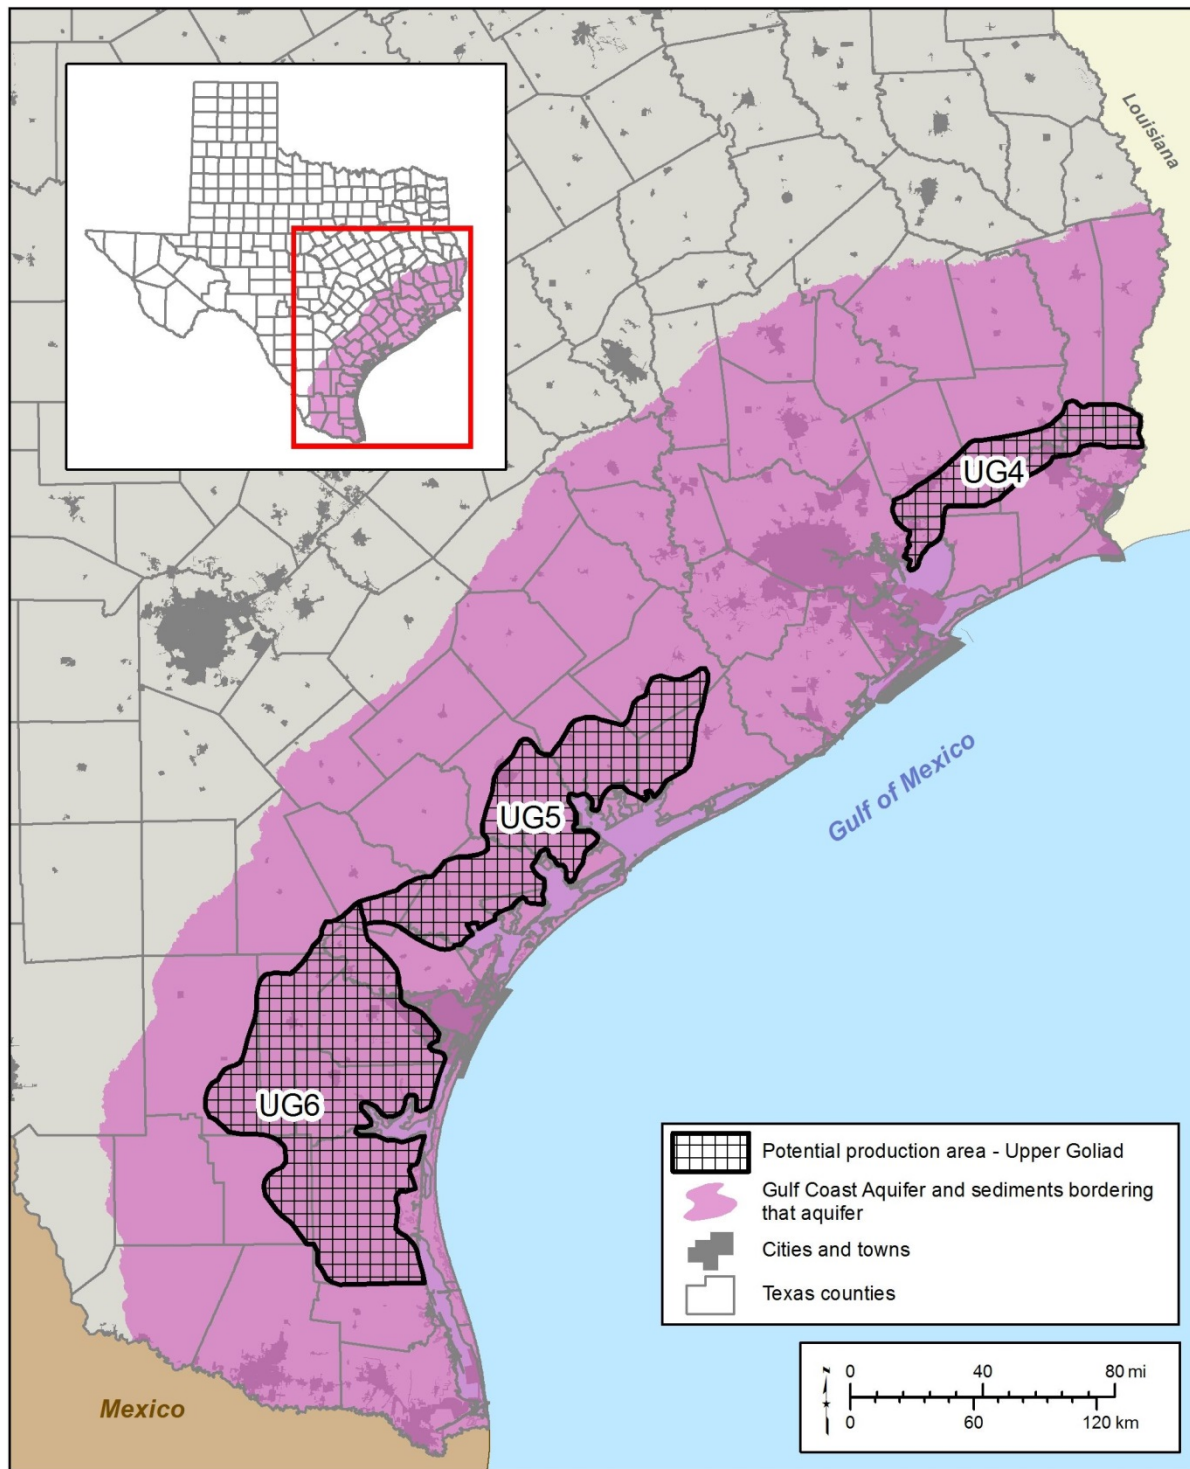 Louisiana
UG4
Gulf of Mexico
UG5
UG6
Potential production area - Upper Goliad
Gulf Coast Aquifer and sediments bordering
that aquifer
Cities and towns
Texas counties
Mexico
N
0 40 80 mi
0 60 120 km